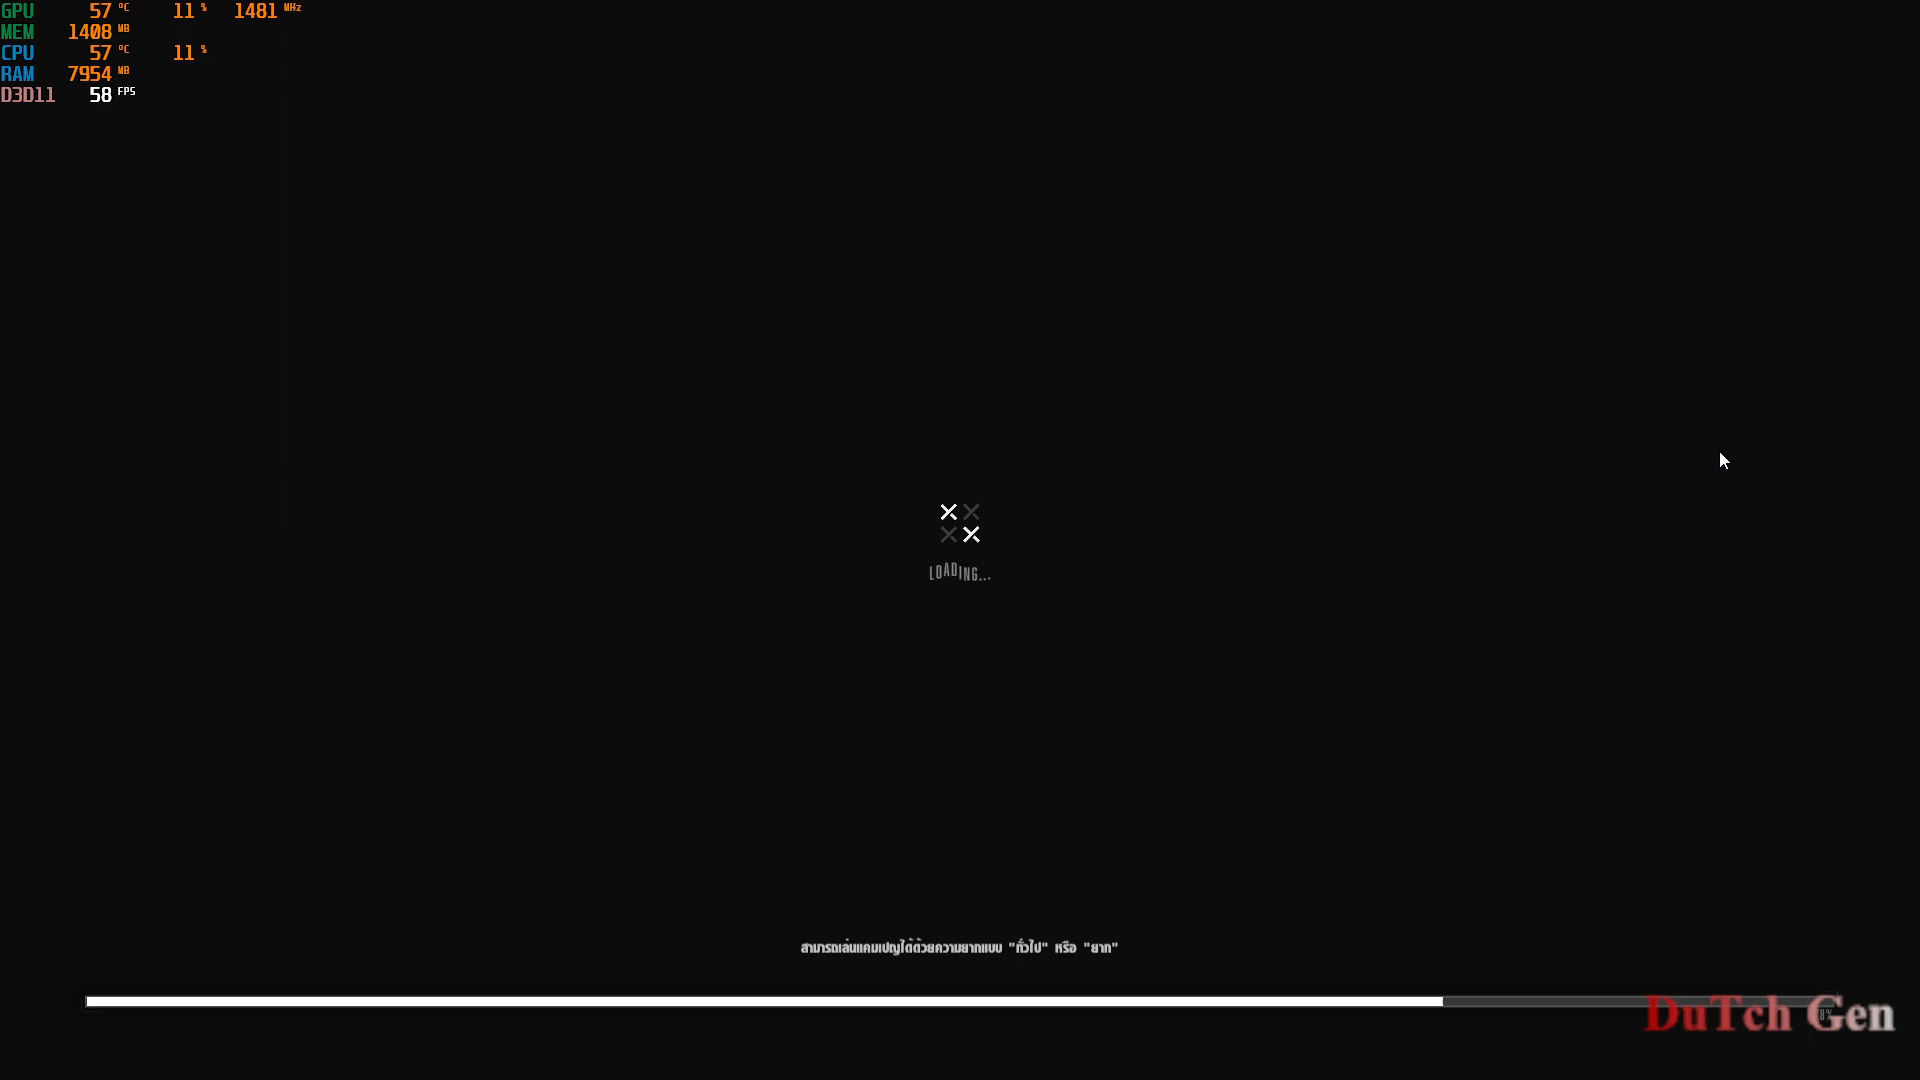 GPU 57 °C 11 % 1481 MHz
MEM 1408 MB
CPU 57 °C 11 %
RAM 7954 MB
D3D11 58 FPS
LOADING...
สามารถเล่นแคมเปญได้ด้วยความยากแบบ "ทั่วไป" หรือ "ยาก"
DuTch Gen